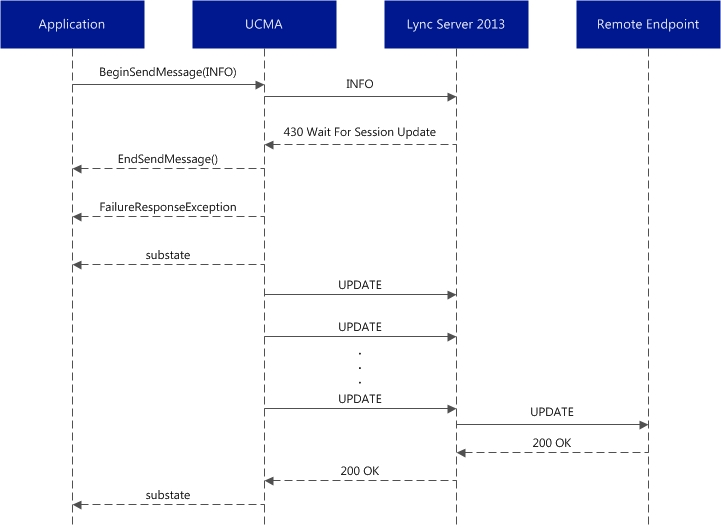 Application
UCMA
Lync Server 2013
Remote Endpoint
BeginSendMessage(INFO)
INFO
430 Wait For Session Update
EndSendMessage()
FailureResponseException
substate
UPDATE
UPDATE
.
.
.
UPDATE
UPDATE
200 OK
200 OK
substate